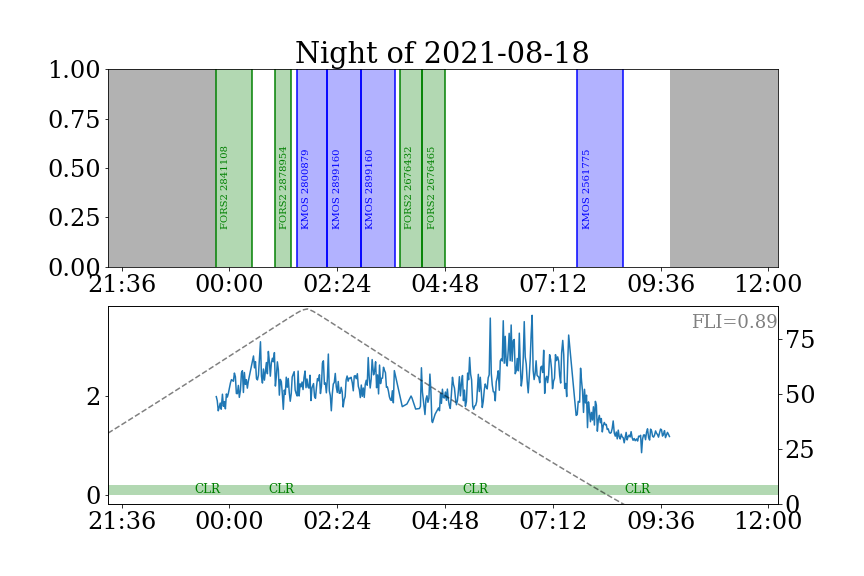 Night of 2021-08-18
1.00
0.75
0.50
0.25
0.00
FORS2 2841108
FORS2 2878954
KMOS 2800879
KMOS 2899160
KMOS 2899160
FORS2 2676432
FORS2 2676465
KMOS 2561775
21:36 00:00 02:24 04:48 07:12 09:36 12:00
FLI=0.89
2
0
75
50
25
0
CLR CLR CLR CLR
21:36 00:00 02:24 04:48 07:12 09:36 12:00